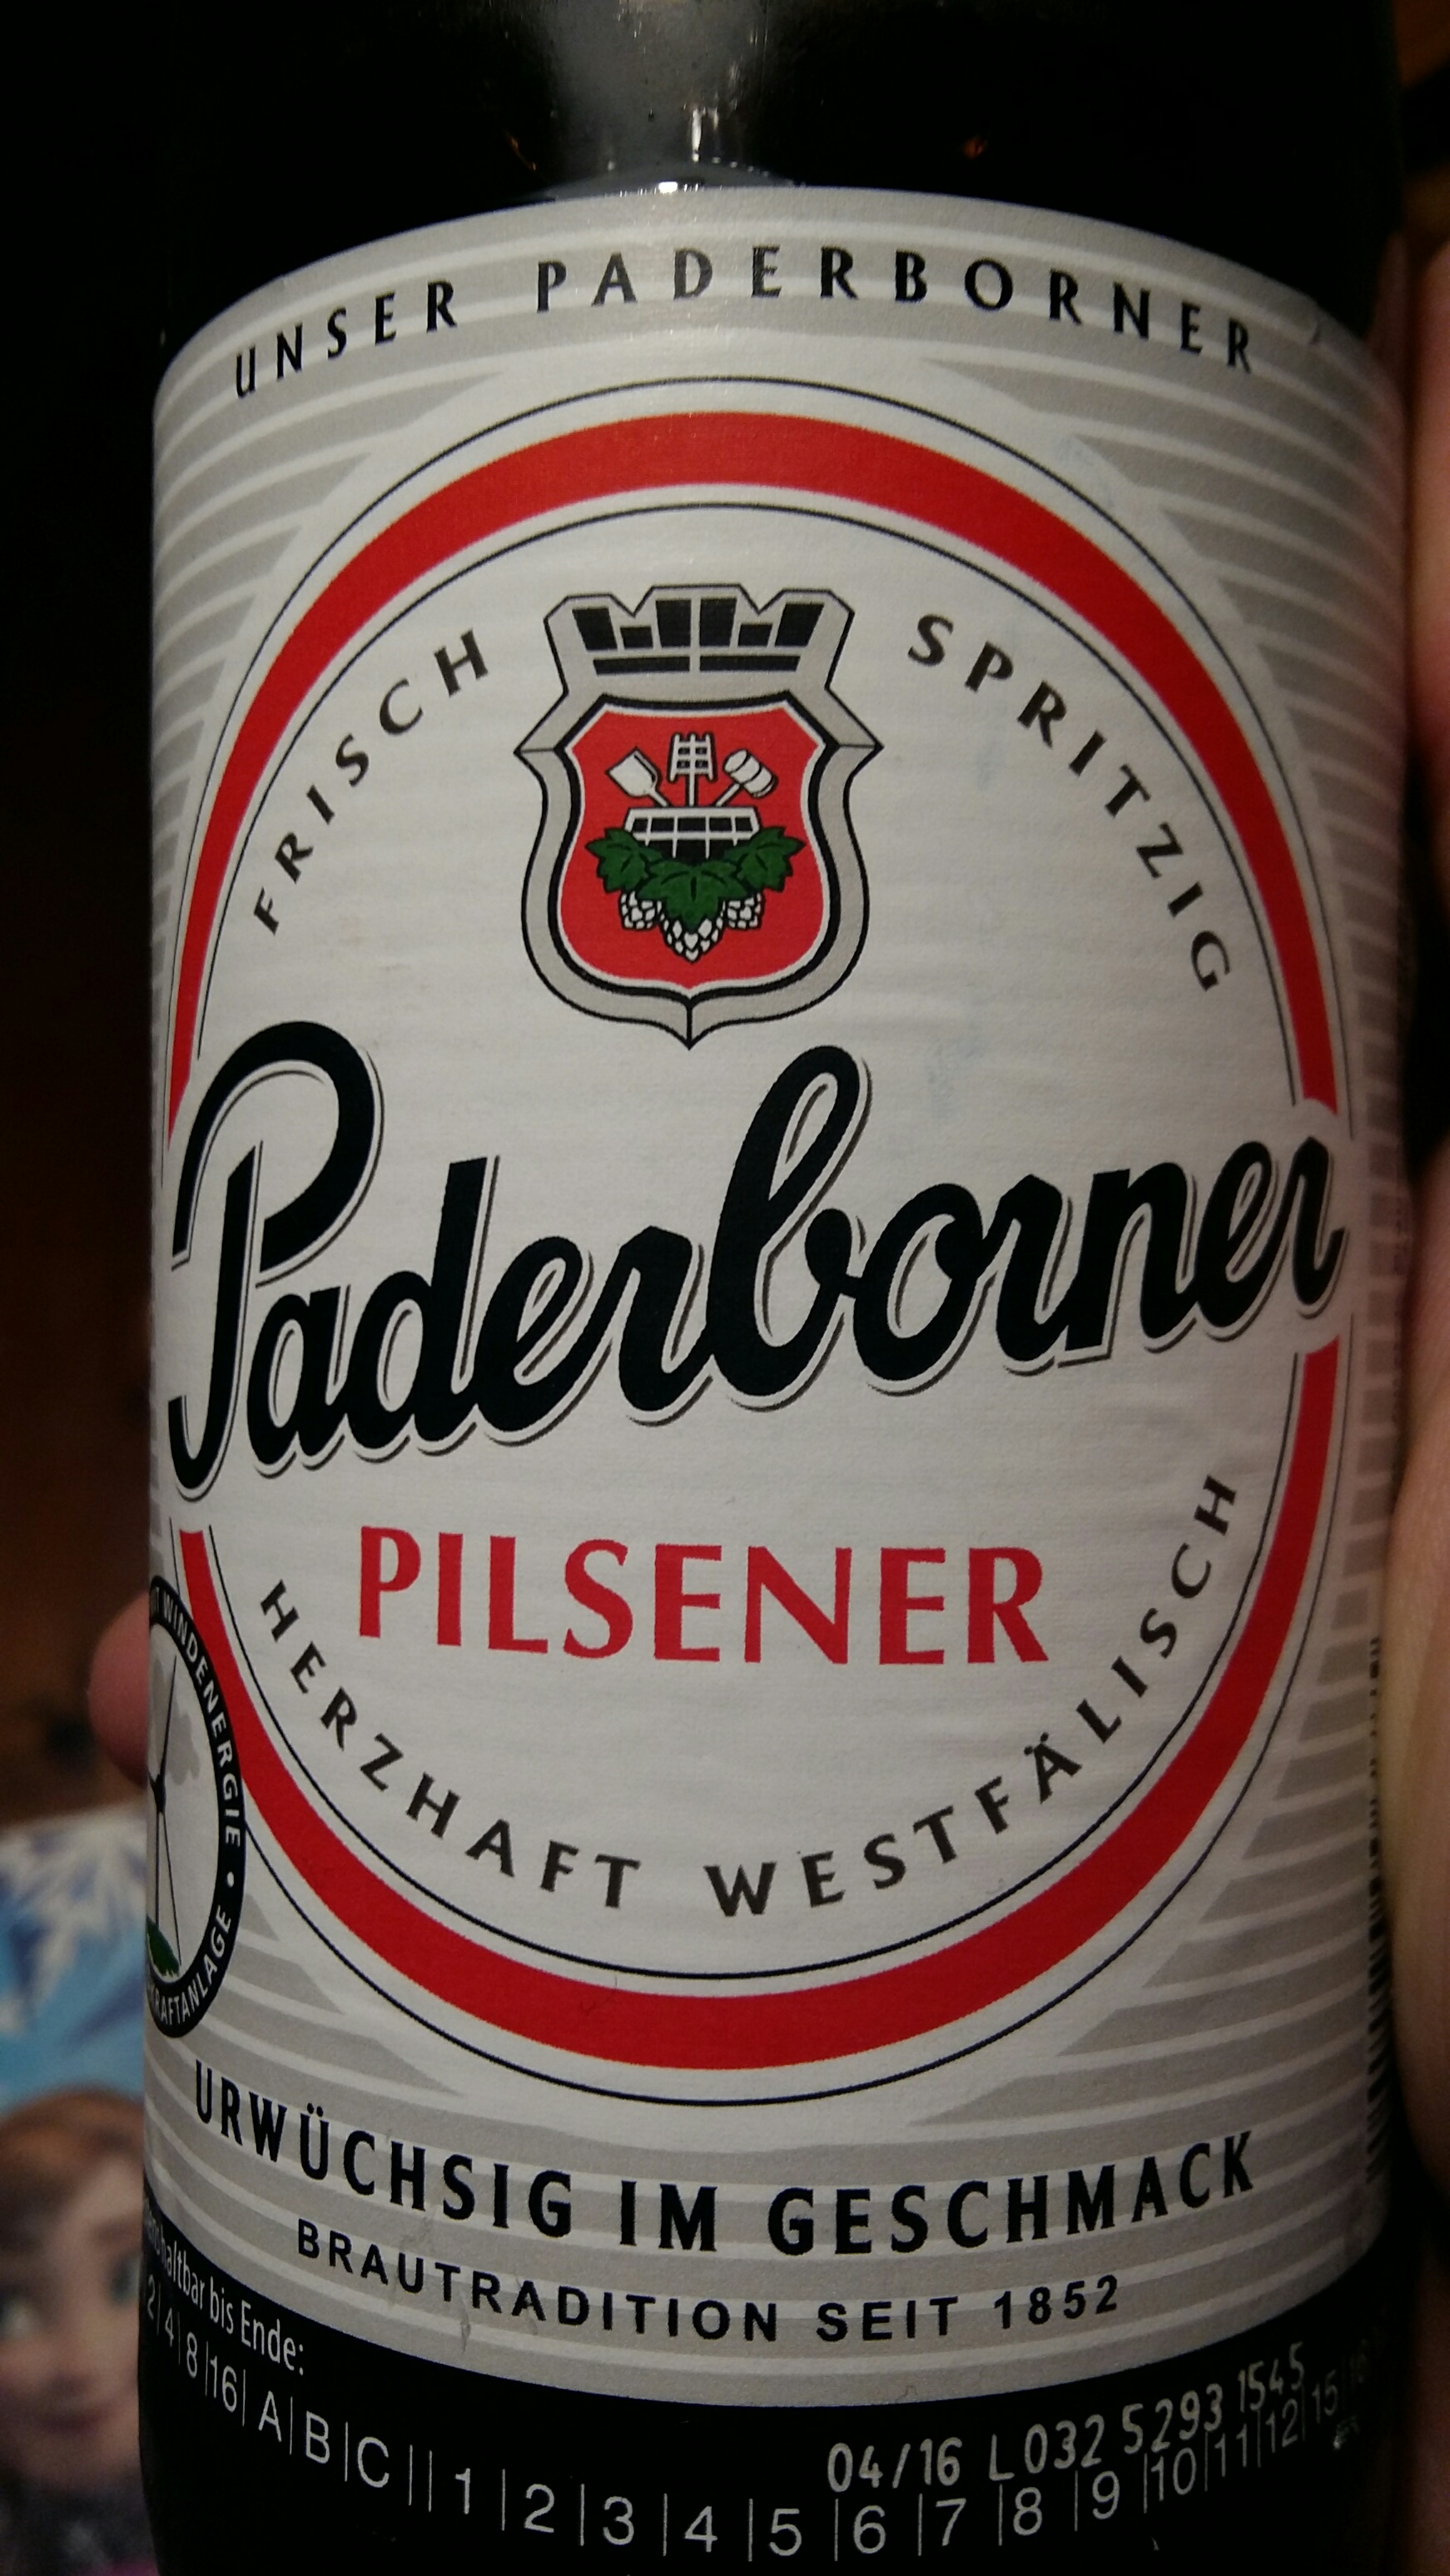 UNSER PADERBORNER
FRISCH SPRITZIG
Paderborner
PILSENER
HERZHAFT WESTFÄLISCH
WINDENERGIE •
URWÜCHSIG IM GESCHMACK
BRAUTRADITION SEIT 1852
bis Ende:
04/16 L032 5293 1545
2|4|8|16| A|B|C||1|2|3|4|5|6|7|8|9|10|11|12|15|